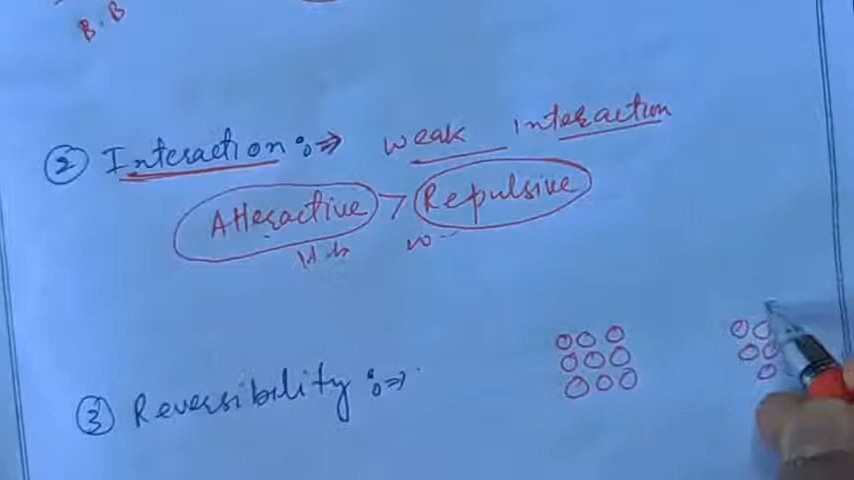 B.B
② Interaction :⇒ weak interaction
Attractive > Repulsive
③ Reversibility :⇒